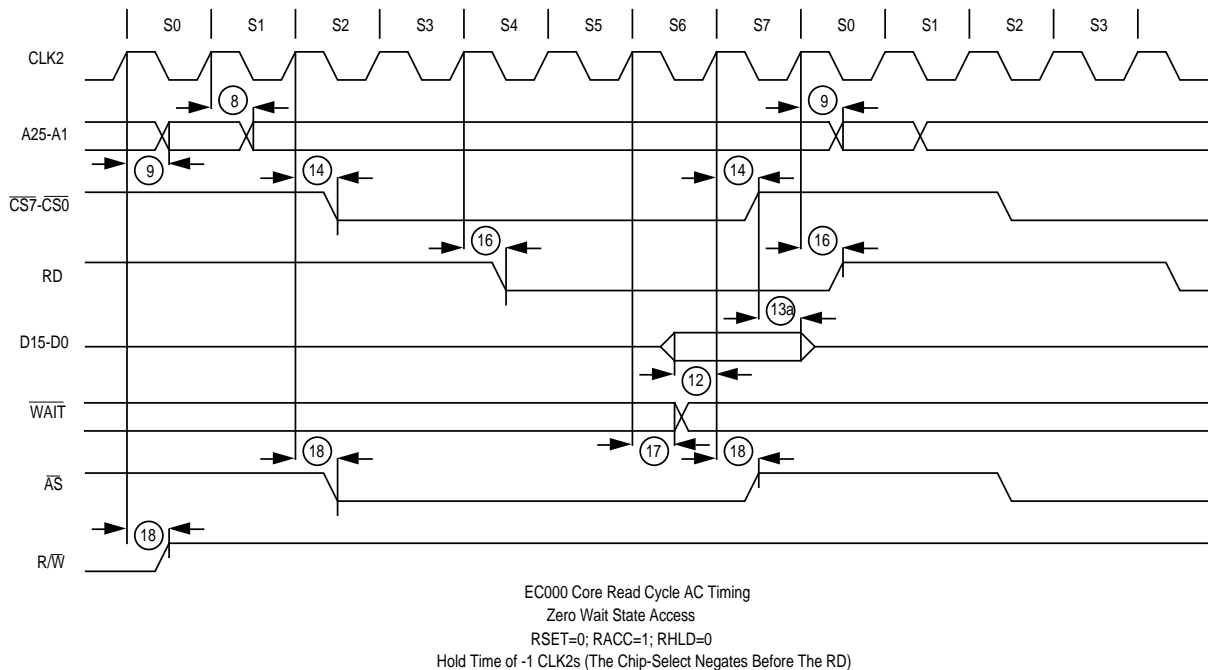 S0 S1 S2 S3 S4 S5 S6 S7 S0 S1 S2 S3
CLK2
8 9
A25-A1
9 14 14
CS7-CS0
16 16
RD
13a
D15-D0
12
WAIT
18 17 18
AS
18
R/W
EC000 Core Read Cycle AC Timing
Zero Wait State Access
RSET=0; RACC=1; RHLD=0
Hold Time of -1 CLK2s (The Chip-Select Negates Before The RD)